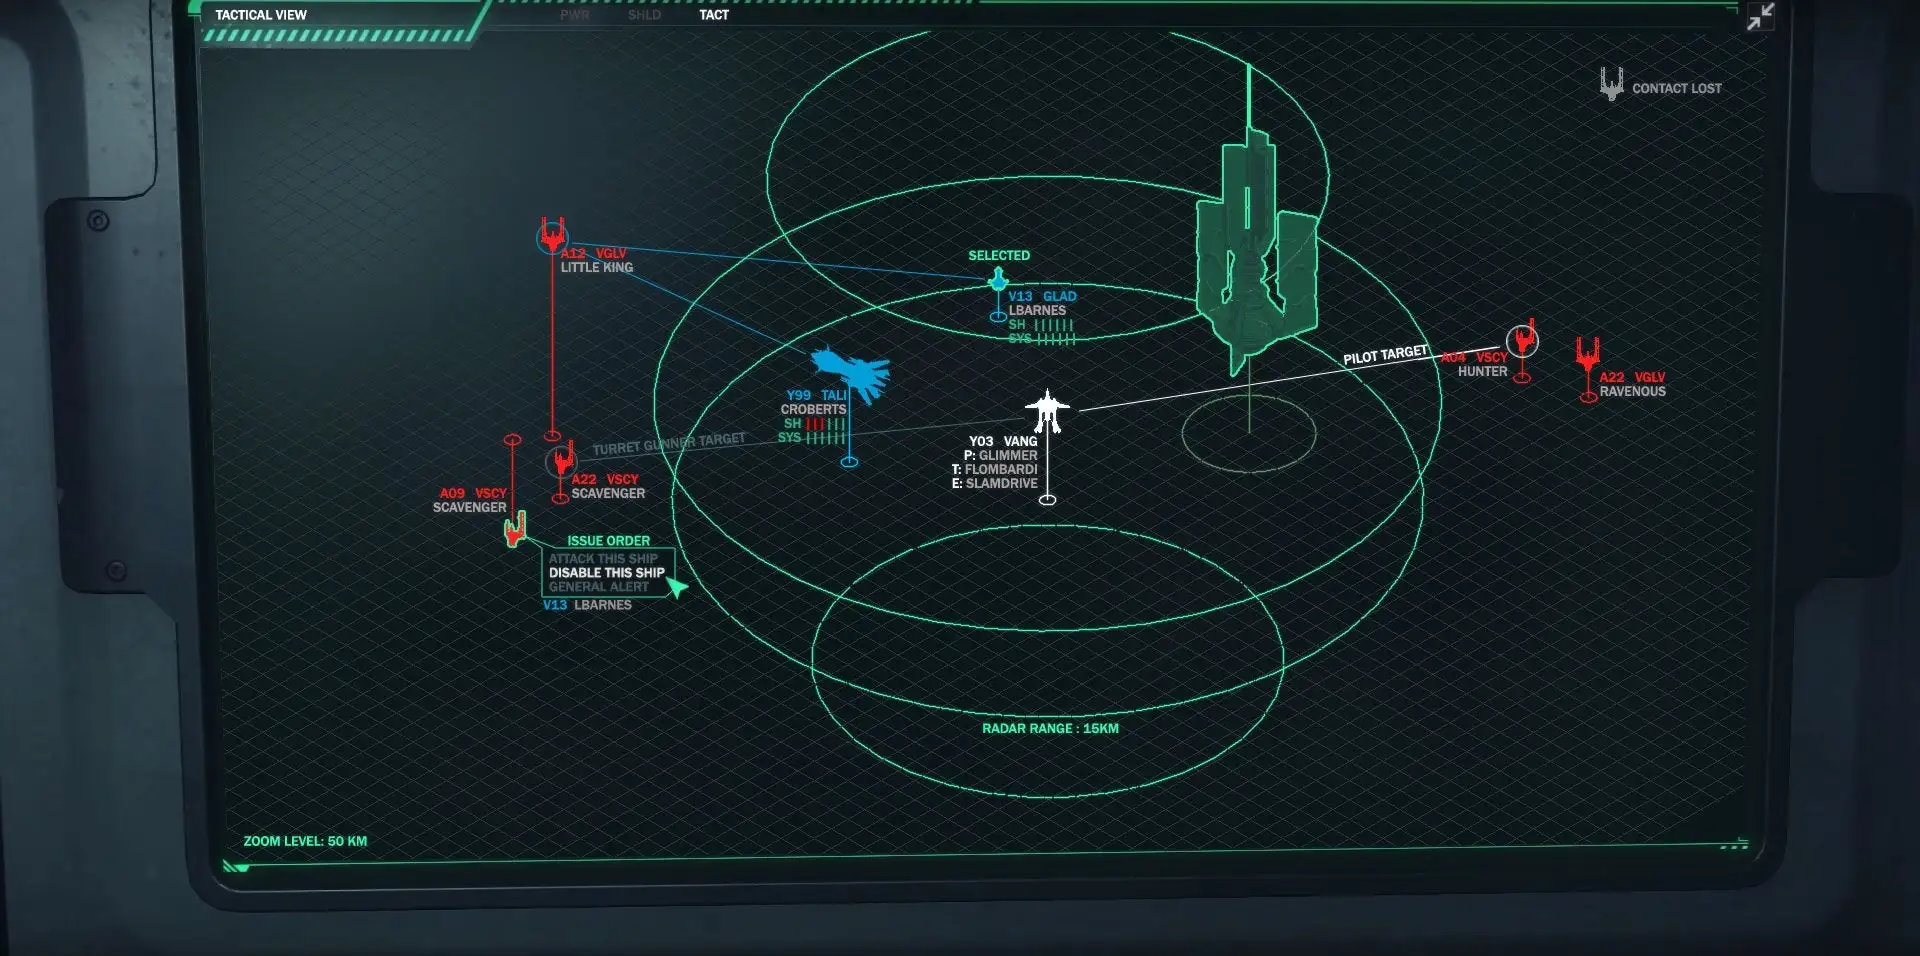 TACTICAL VIEW
PWR SHLD TACT
CONTACT LOST
A12 VGLV
LITTLE KING
SELECTED
V13 GLAD
LBARNES
SH
SYS
PILOT TARGET
A04 VSCY
HUNTER
A22 VGLV
RAVENOUS
Y99 TALI
CROBERTS
SH
SYS
TURRET GUNNER TARGET
Y03 VANG
P: GLIMMER
T: FLOMBARDI
E: SLAMDRIVE
A22 VSCY
SCAVENGER
A09 VSCY
SCAVENGER
ISSUE ORDER
ATTACK THIS SHIP
DISABLE THIS SHIP
GENERAL ALERT
V13 LBARNES
RADAR RANGE : 15KM
ZOOM LEVEL: 50 KM